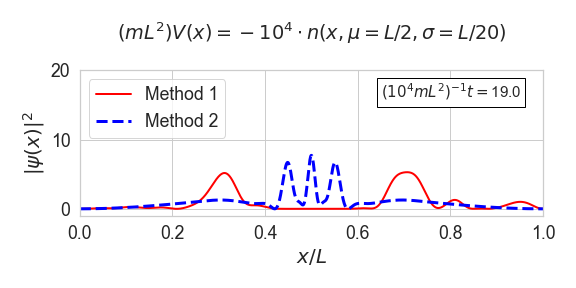 (mL²)V(x) = −10⁴ · n(x, μ = L/2, σ = L/20)
|ψ(x)|²
20
10
0
Method 1
Method 2
(10⁴mL²)⁻¹t = 19.0
0.0 0.2 0.4 0.6 0.8 1.0
x/L